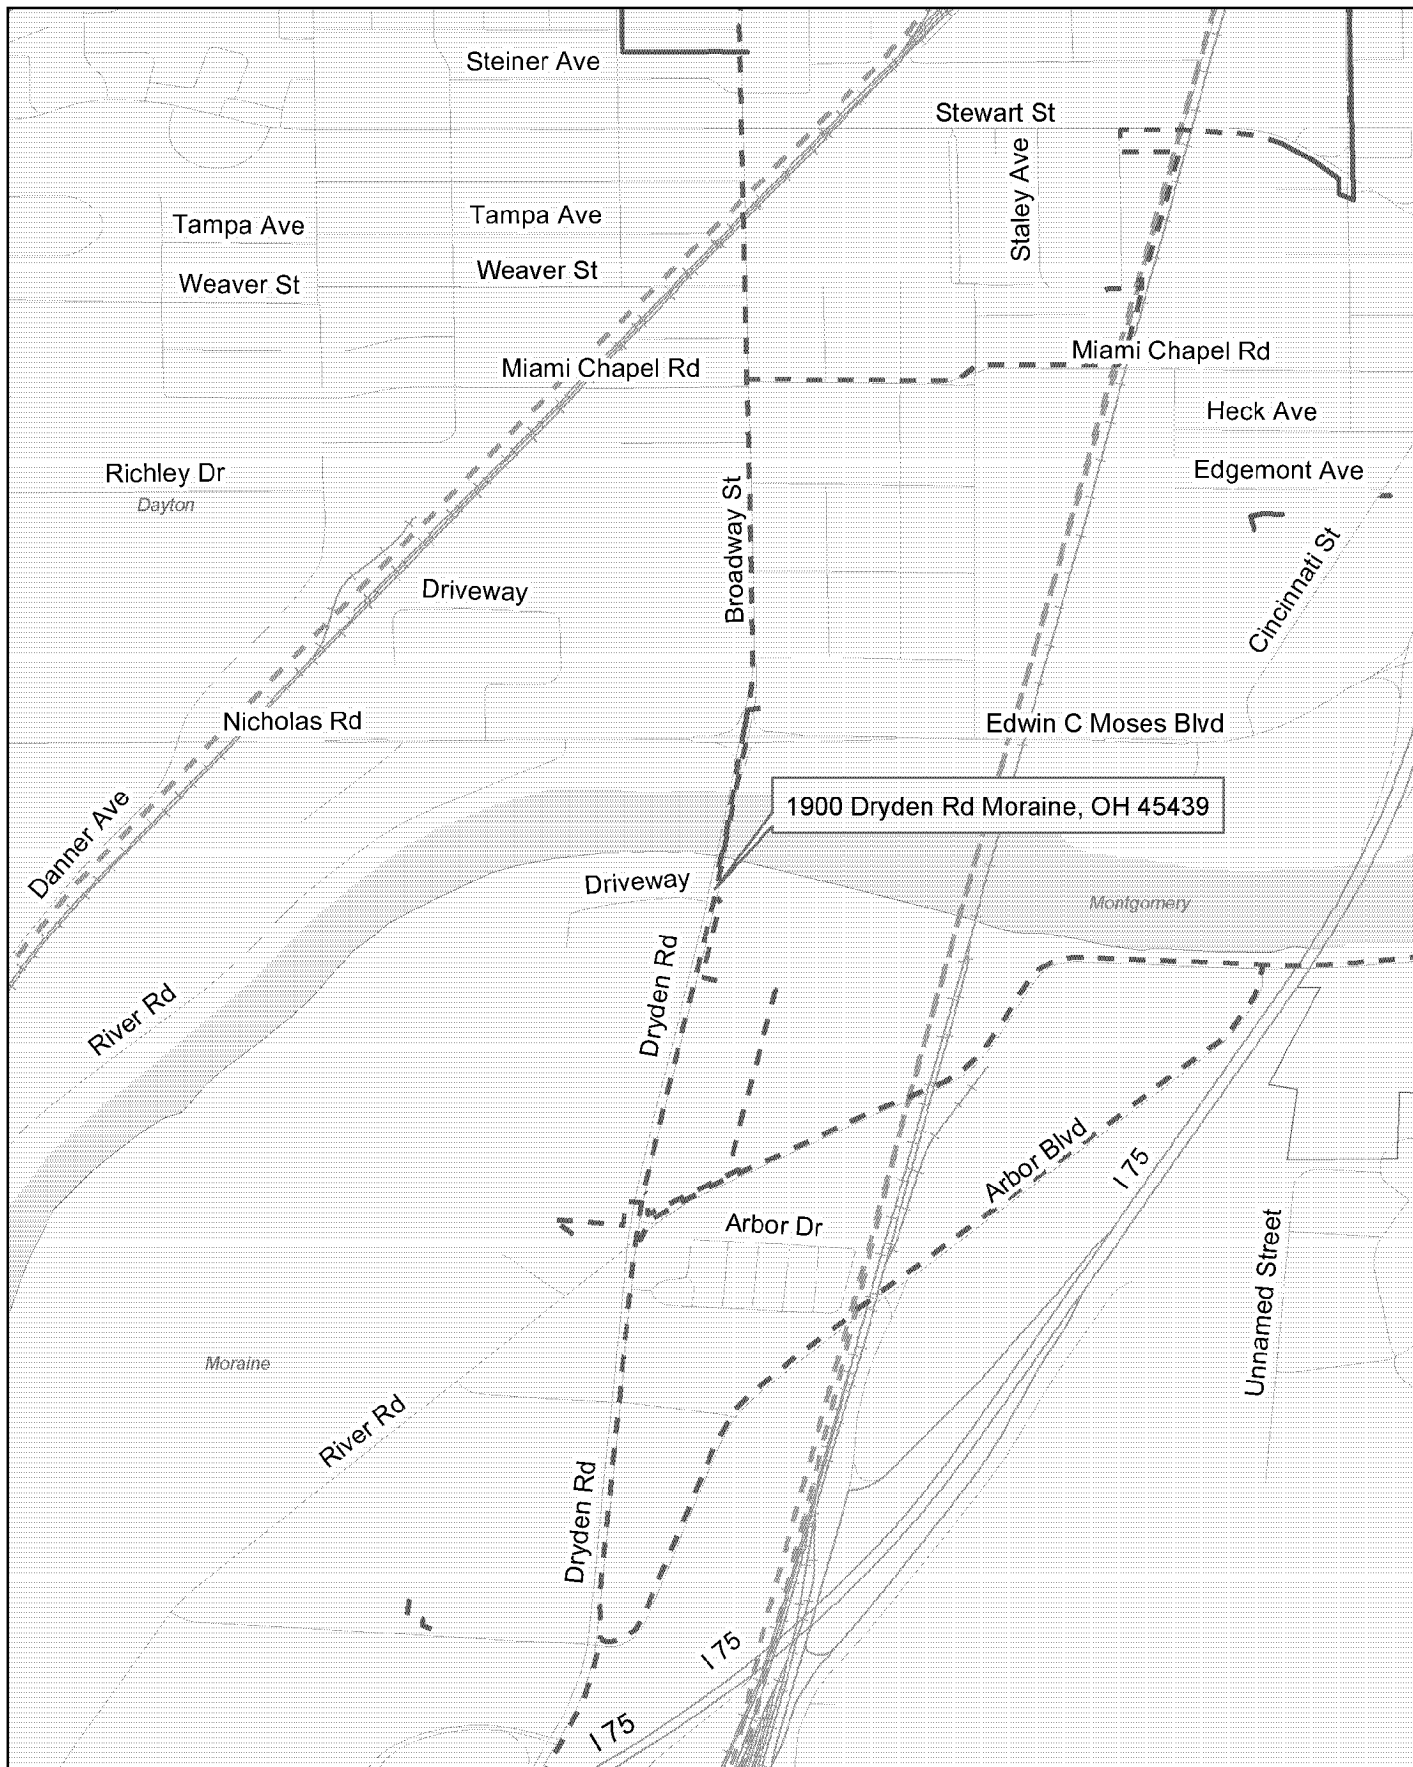 Steiner Ave
Stewart St
Staley Ave
Tampa Ave
Tampa Ave
Weaver St
Weaver St
Miami Chapel Rd
Miami Chapel Rd
Heck Ave
Richley Dr
Edgemont Ave
Dayton
Broadway St
Cincinnati St
Driveway
Nicholas Rd
Edwin C Moses Blvd
1900 Dryden Rd Moraine, OH 45439
Danner Ave
Driveway
Montgomery
Dryden Rd
River Rd
Arbor Blvd
I 75
Arbor Dr
Unnamed Street
Moraine
River Rd
Dryden Rd
I 75
I 75